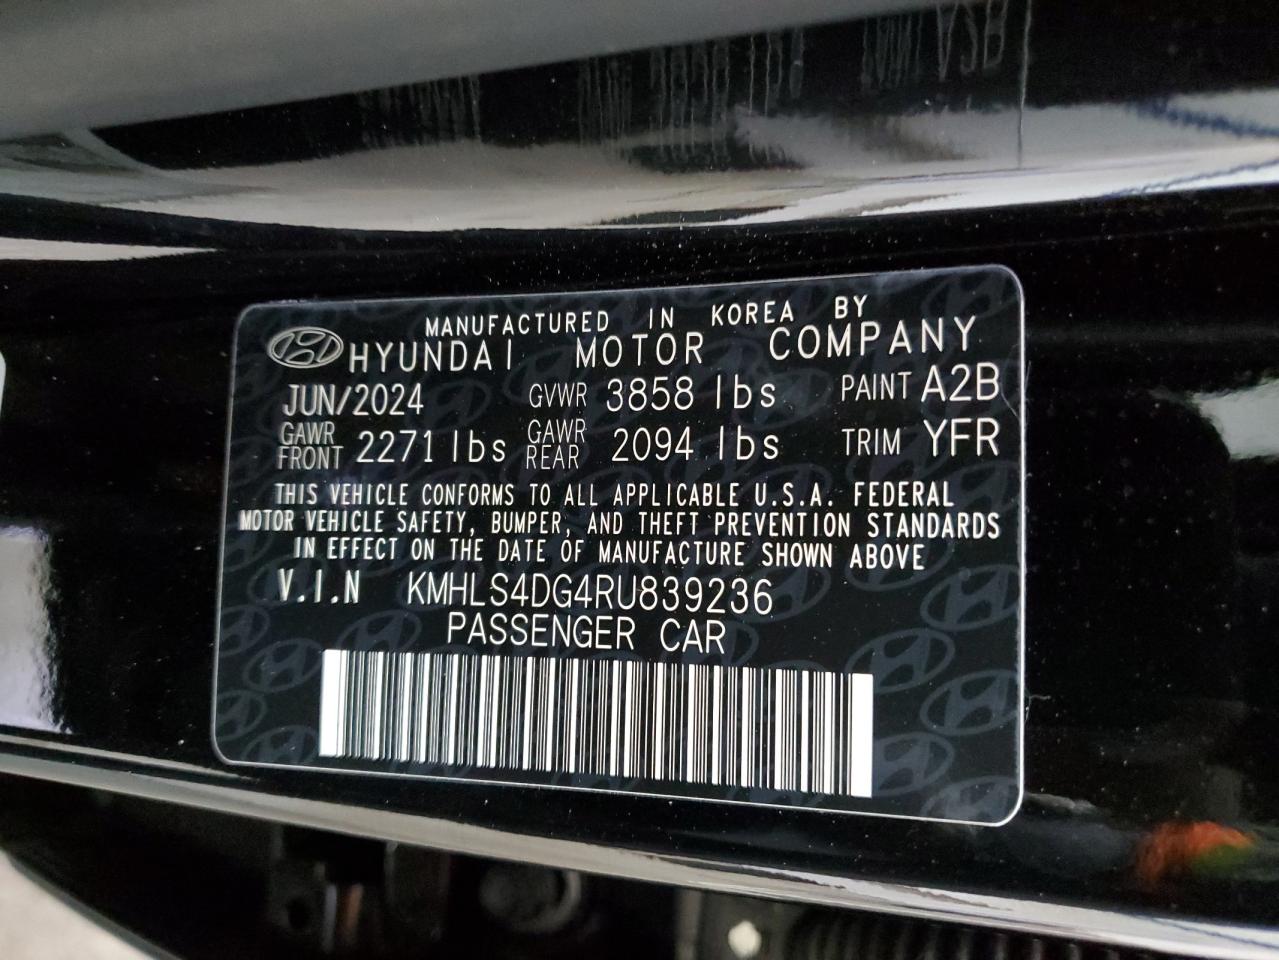 MANUFACTURED IN KOREA BY
HYUNDAI MOTOR COMPANY
JUN/2024 GVWR 3858 lbs PAINT A2B
GAWR FRONT 2271 lbs GAWR REAR 2094 lbs TRIM YFR
THIS VEHICLE CONFORMS TO ALL APPLICABLE U.S.A. FEDERAL
MOTOR VEHICLE SAFETY, BUMPER, AND THEFT PREVENTION STANDARDS
IN EFFECT ON THE DATE OF MANUFACTURE SHOWN ABOVE
V.I.N KMHLS4DG4RU839236
PASSENGER CAR